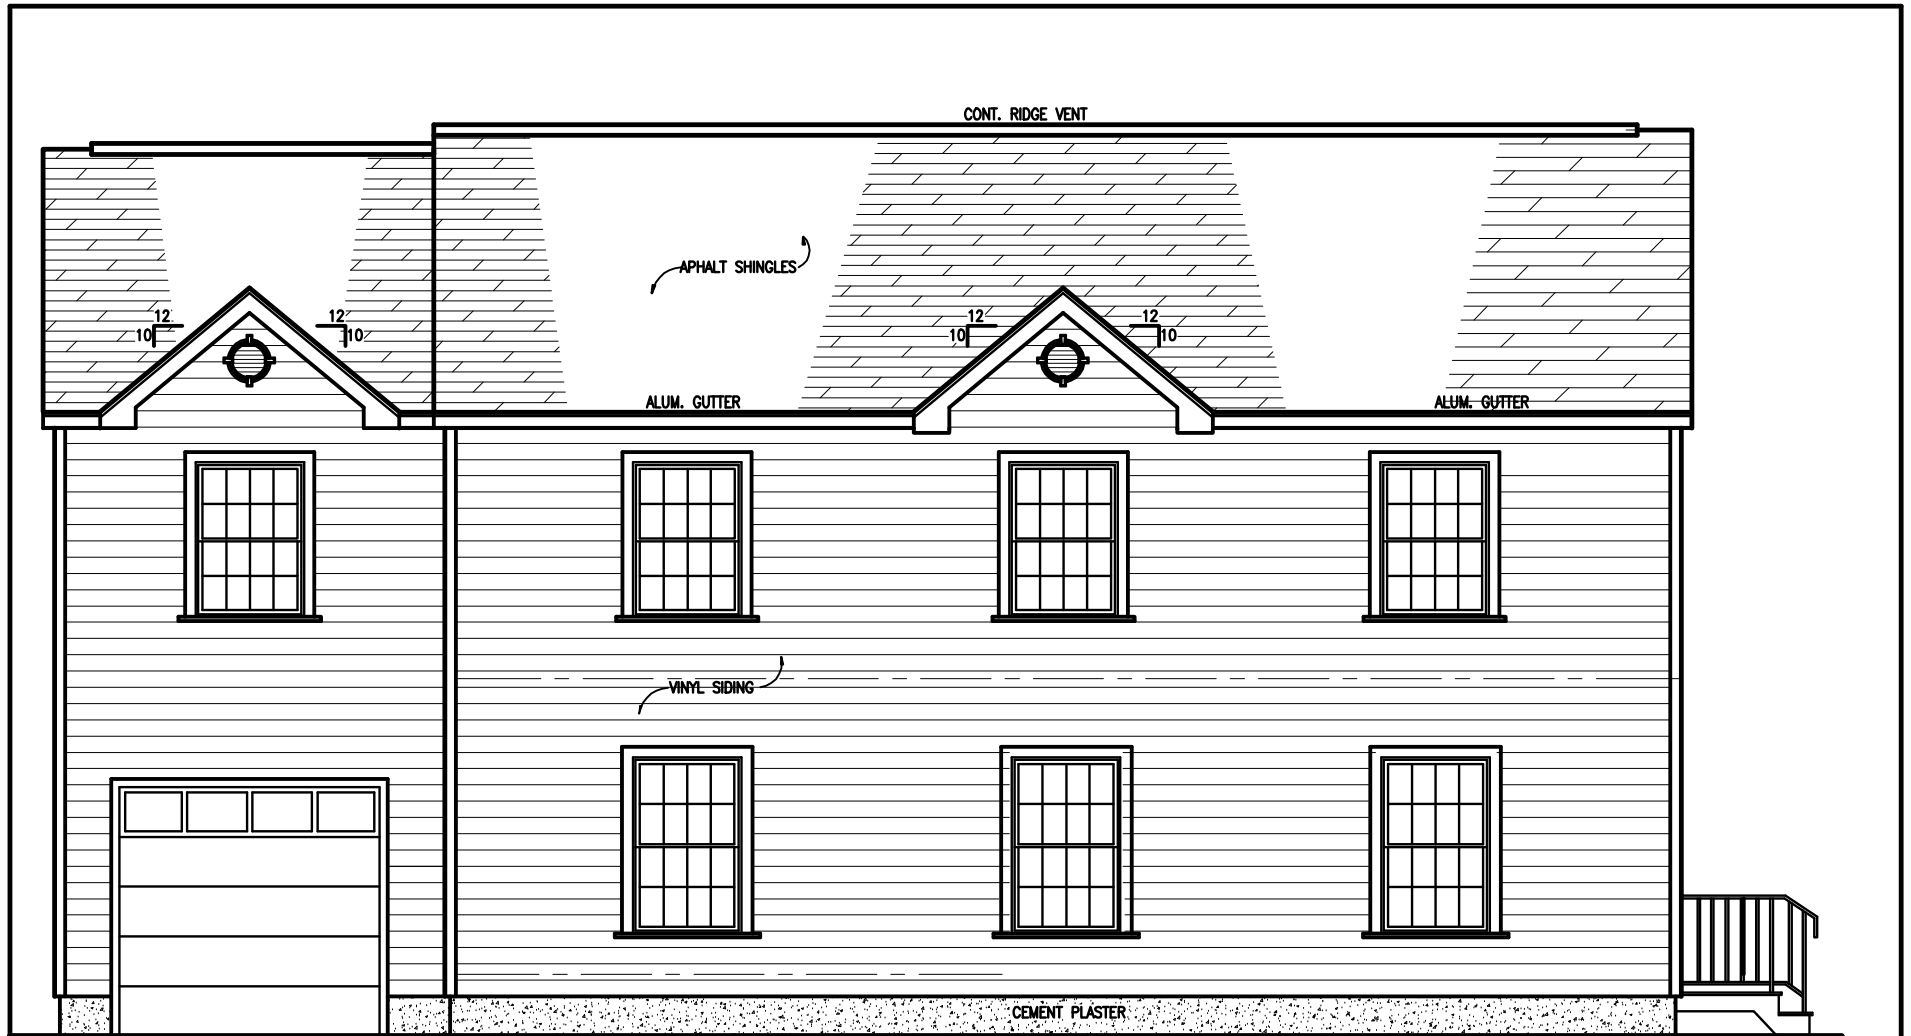 CONT. RIDGE VENT
APHALT SHINGLES
12
10
12
10
12
10
12
10
ALUM. GUTTER
ALUM. GUTTER
VINYL SIDING
CEMENT PLASTER